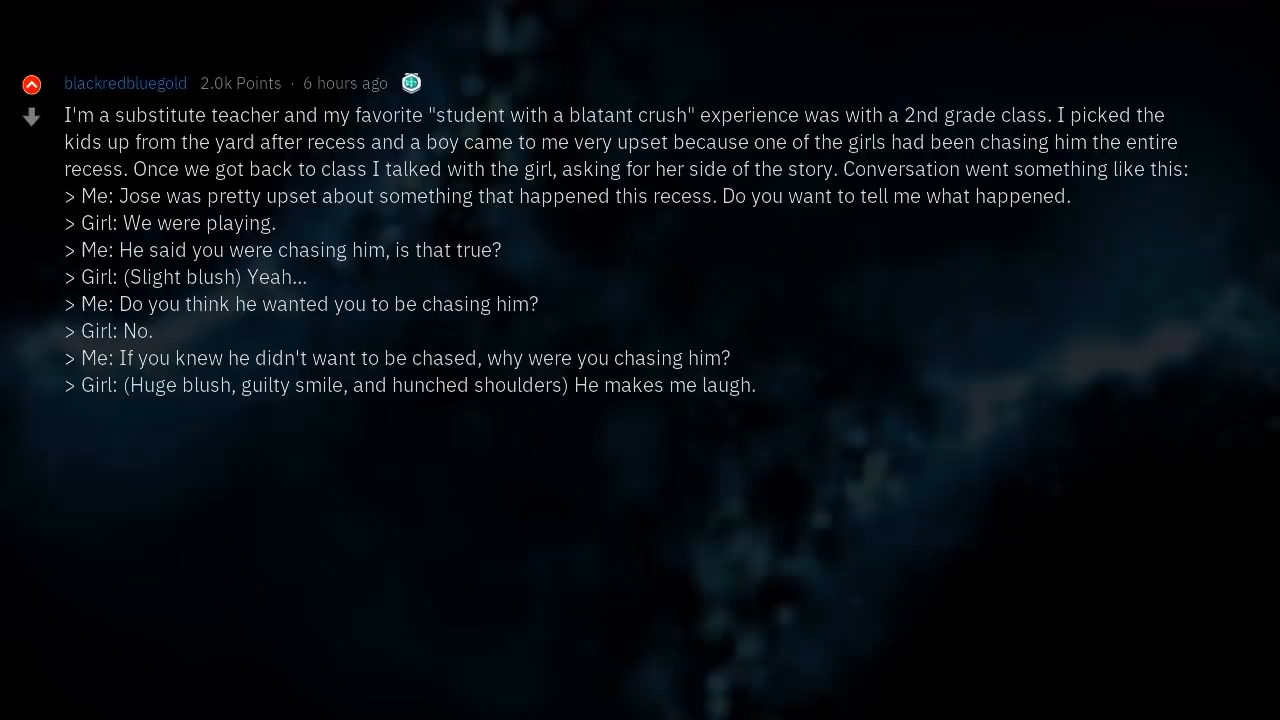 blackredbluegold 2.0k Points · 6 hours ago
I'm a substitute teacher and my favorite "student with a blatant crush" experience was with a 2nd grade class. I picked the
kids up from the yard after recess and a boy came to me very upset because one of the girls had been chasing him the entire
recess. Once we got back to class I talked with the girl, asking for her side of the story. Conversation went something like this:
> Me: Jose was pretty upset about something that happened this recess. Do you want to tell me what happened.
> Girl: We were playing.
> Me: He said you were chasing him, is that true?
> Girl: (Slight blush) Yeah...
> Me: Do you think he wanted you to be chasing him?
> Girl: No.
> Me: If you knew he didn't want to be chased, why were you chasing him?
> Girl: (Huge blush, guilty smile, and hunched shoulders) He makes me laugh.